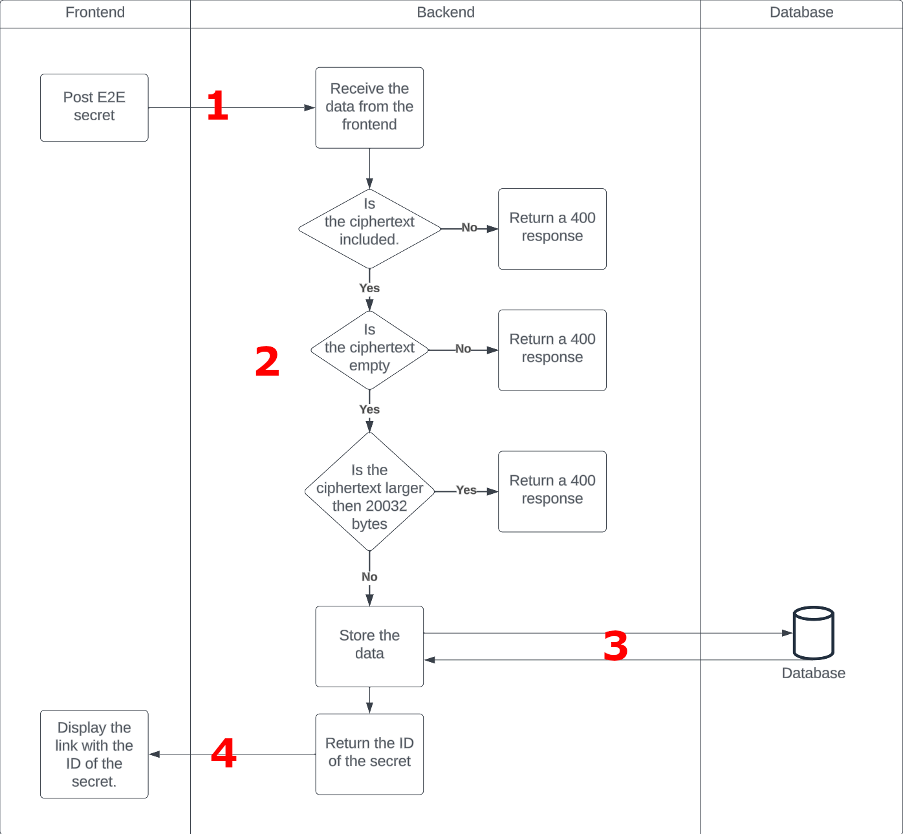 Frontend
Backend
Database
Post E2E
secret
1
Receive the
data from the
frontend
Is
the ciphertext
included.
No
Return a 400
response
Yes
2
Is
the ciphertext
empty
No
Return a 400
response
Yes
Is the
ciphertext larger
then 20032
bytes
Yes
Return a 400
response
No
Store the
data
3
Database
Display the
link with the
ID of the
secret.
4
Return the ID
of the secret